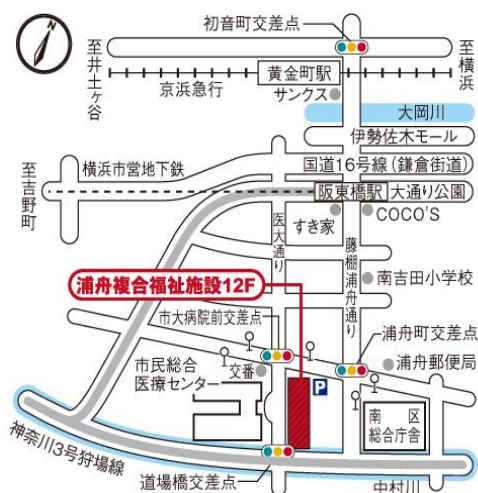 N
初音町交差点
至井土ヶ谷
至横浜
黄金町駅
京浜急行
サンクス
大岡川
伊勢佐木モール
国道16号線(鎌倉街道)
横浜市営地下鉄
至吉野町
阪東橋駅
大通り公園
すき家
COCO'S
医大通り
藤棚浦舟通り
南吉田小学校
浦舟複合福祉施設12F
市大病院前交差点
浦舟町交差点
浦舟郵便局
市民総合
医療センター
交番
P
南区
総合庁舎
神奈川3号狩場線
道場橋交差点
中村川